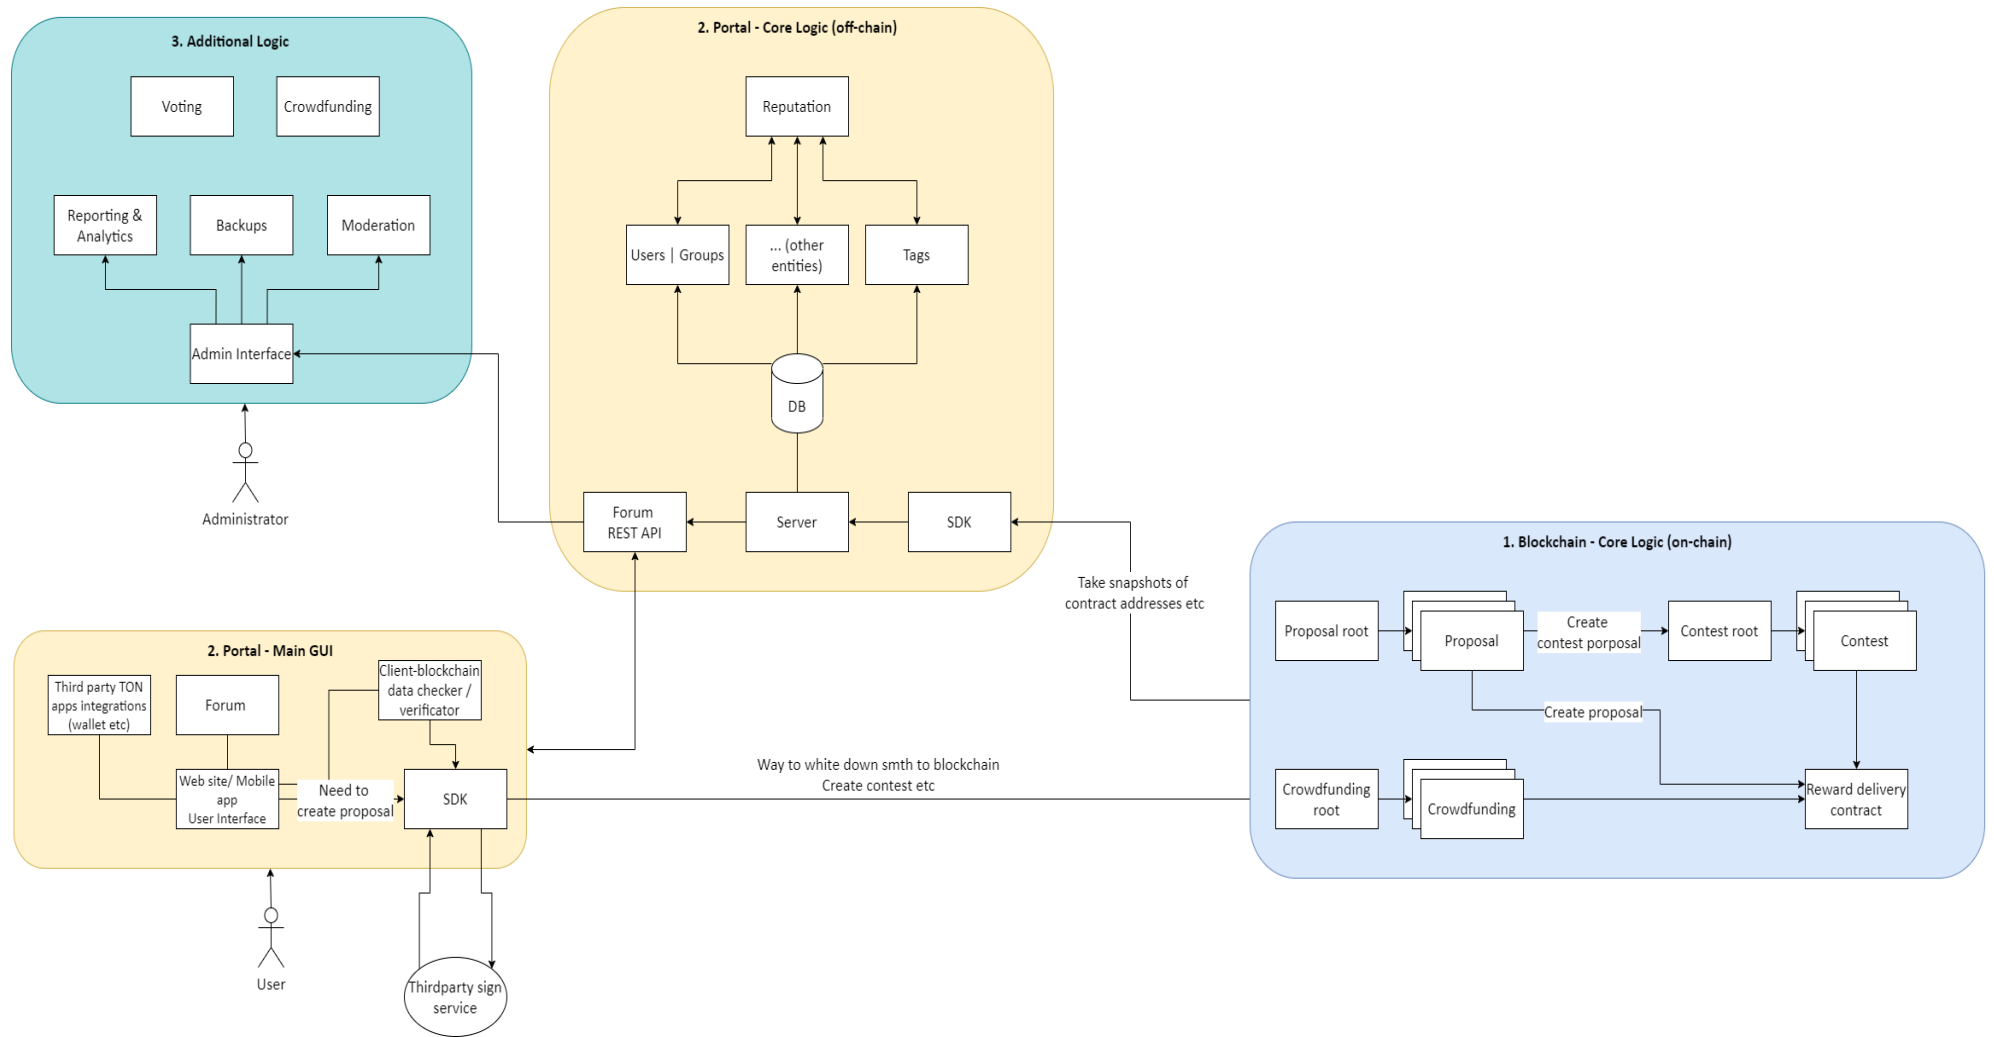 3. Additional Logic
Voting
Crowdfunding
Reporting &
Analytics
Backups
Moderation
Admin Interface
Administrator
2. Portal - Core Logic (off-chain)
Reputation
Users | Groups
... (other
entities)
Tags
DB
Forum
REST API
Server
SDK
Take snapshots of
contract addresses etc
1. Blockchain - Core Logic (on-chain)
Proposal root
Proposal
Create
contest porposal
Contest root
Contest
Create proposal
Crowdfunding
root
Crowdfunding
Reward delivery
contract
2. Portal - Main GUI
Third party TON
apps integrations
(wallet etc)
Forum
Client-blockchain
data checker /
verificator
Web site/ Mobile
app
User Interface
Need to
create proposal
SDK
Way to white down smth to blockchain
Create contest etc
User
Thirdparty sign
service